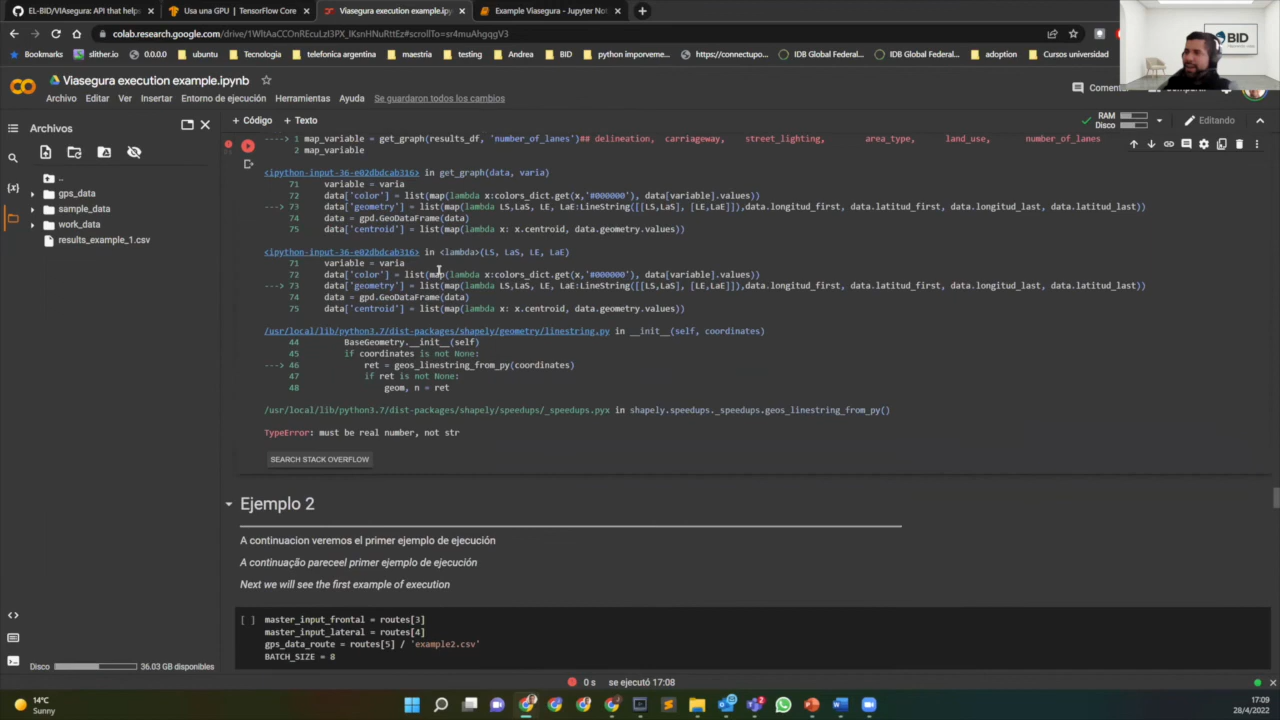 EL-BID/VIAsegura: API that help
Usa una GPU | TensorFlow Core
Viasegura execution example.ip
Example Viasegura - Jupyter Not
Bookmarks
slither.io
0.0.0.0
ubuntu
Tecnologia
telefonica argentina
maestria
testing
Andrea
BID
python imporveme...
https://connectupo...
IDB Global Federal...
IDB Global Federal...
adoption
Cursos universidad
BID
Viasegura execution example.ipynb
Archivo Editar Ver Insertar Entorno de ejecución Herramientas Ayuda Se guardaron todos los cambios
Archivos
+ Código + Texto
RAM
Disco
Editando
..
gps_data
sample_data
work_data
results_example_1.csv
----> 1 map_variable = get_graph(results_df, 'number_of_lanes')## delineation, carriageway, street_lighting, area_type, land_use, number_of_lanes
2 map_variable
<ipython-input-36-e02dbdcab316> in get_graph(data, varia)
71 variable = varia
72 data['color'] = list(map(lambda x:colors_dict.get(x,'#000000'), data[variable].values))
---> 73 data['geometry'] = list(map(lambda LS,LaS, LE, LaE:LineString([[LS,LaS], [LE,LaE]]),data.longitud_first, data.latitud_first, data.longitud_last, data.latitud_last))
74 data = gpd.GeoDataFrame(data)
75 data['centroid'] = list(map(lambda x: x.centroid, data.geometry.values))
<ipython-input-36-e02dbdcab316> in <lambda>(LS, LaS, LE, LaE)
71 variable = varia
72 data['color'] = list(map(lambda x:colors_dict.get(x,'#000000'), data[variable].values))
---> 73 data['geometry'] = list(map(lambda LS,LaS, LE, LaE:LineString([[LS,LaS], [LE,LaE]]),data.longitud_first, data.latitud_first, data.longitud_last, data.latitud_last))
74 data = gpd.GeoDataFrame(data)
75 data['centroid'] = list(map(lambda x: x.centroid, data.geometry.values))
/usr/local/lib/python3.7/dist-packages/shapely/geometry/linestring.py in __init__(self, coordinates)
44 BaseGeometry.__init__(self)
45 if coordinates is not None:
---> 46 ret = geos_linestring_from_py(coordinates)
47 if ret is not None:
48 geom, n = ret
/usr/local/lib/python3.7/dist-packages/shapely/speedups/_speedups.pyx in shapely.speedups._speedups.geos_linestring_from_py()
TypeError: must be real number, not str
SEARCH STACK OVERFLOW
Ejemplo 2
A continuacion veremos el primer ejemplo de ejecución
A continuação pareceel primer ejemplo de ejecución
Next we will see the first example of execution
[ ] master_input_frontal = routes[3]
master_input_lateral = routes[4]
gps_data_route = routes[5] / 'example2.csv'
BATCH_SIZE = 8
Disco 36.03 GB disponibles
0 s se ejecutó 17:08
14°C
Sunny
17:09
28/4/2022